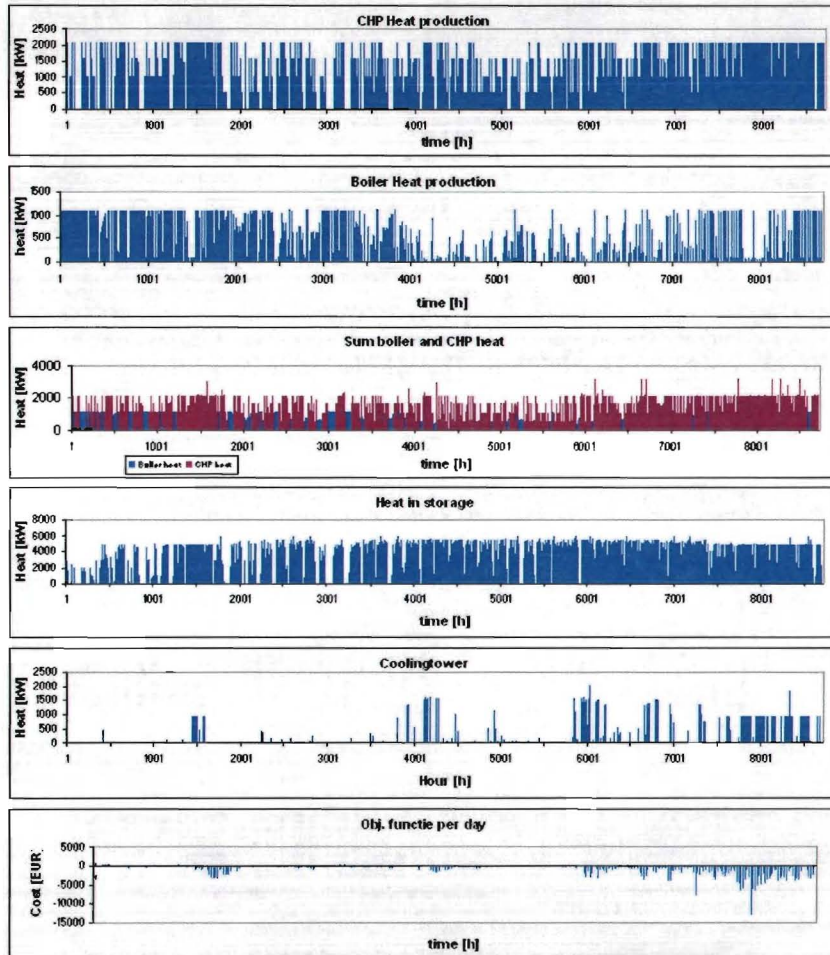 CHP Heat production
Heat [kW]
2500
2000
1500
1000
500
0
1 1001 2001 3001 4001 5001 6001 7001 8001
time [h]
Boiler Heat production
heat [kW]
500
000
500
0
1 1001 2001 3001 4001 5001 6001 7001 8001
time [h]
Sum boiler and CHP heat
Heat [kW]
4000
2000
0
1 1001 2001 3001 4001 5001 6001 7001 8001
time [h]
Boiler heat CHP heat
Heat in storage
Heat [kW]
8000
6000
4000
2000
0
1 1001 2001 3001 4001 5001 6001 7001 8001
time [h]
Coolingtower
Heat [kW]
2500
2000
1500
1000
500
0
1 1001 2001 3001 4001 5001 6001 7001 8001
Hour [h]
Obj. functie per day
Cost [EUR]
5000
0
-5000
-10000
-15000
time [h]